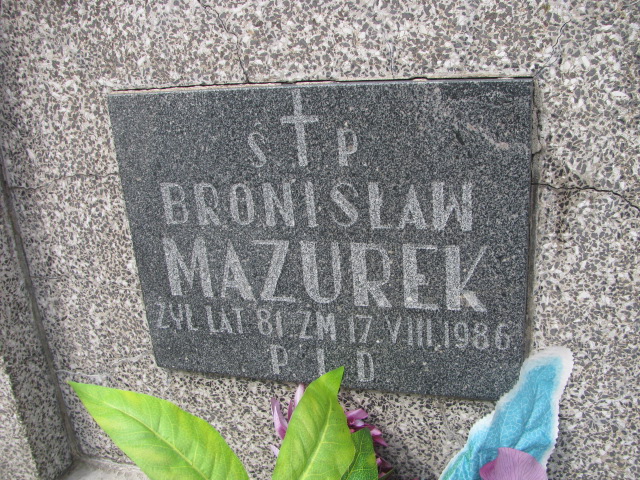 Ś P
BRONISŁAW
MAZUREK
ŻYŁ LAT 81 ZM 17.VIII.1986
P I D